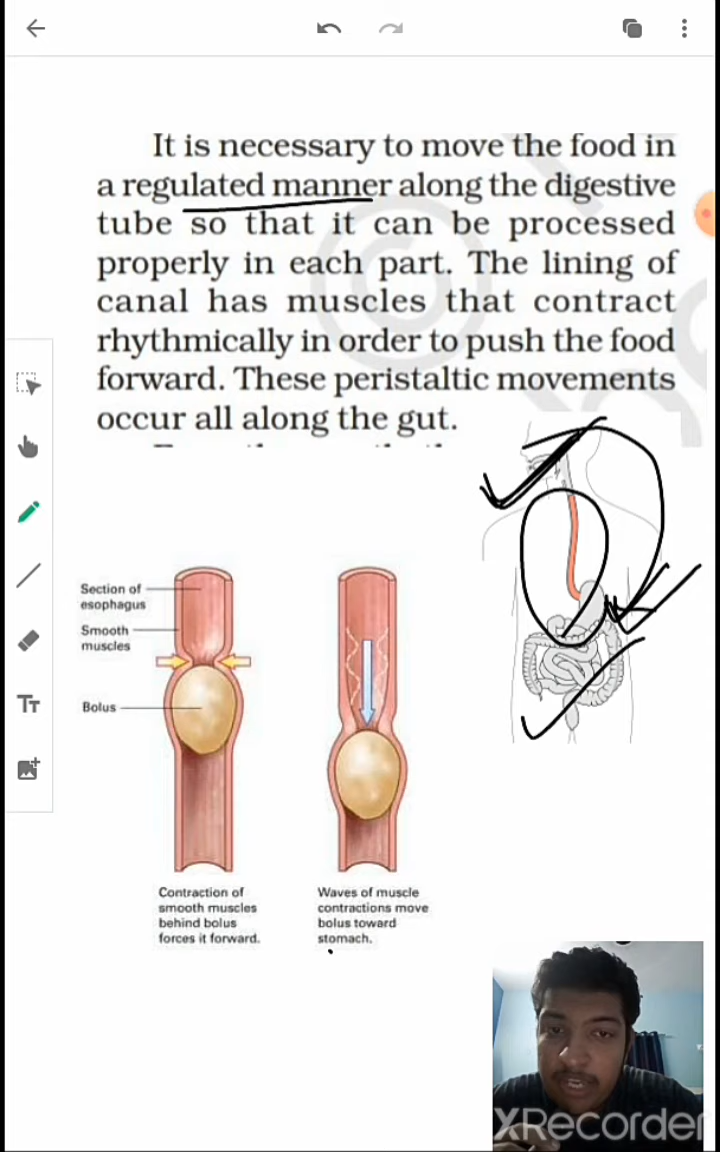 It is necessary to move the food in
a regulated manner along the digestive
tube so that it can be processed
properly in each part. The lining of
canal has muscles that contract
rhythmically in order to push the food
forward. These peristaltic movements
occur all along the gut.
Section of
esophagus
Smooth
muscles
Bolus
Contraction of
smooth muscles
behind bolus
forces it forward.
Waves of muscle
contractions move
bolus toward
stomach.
TT
XRecorder